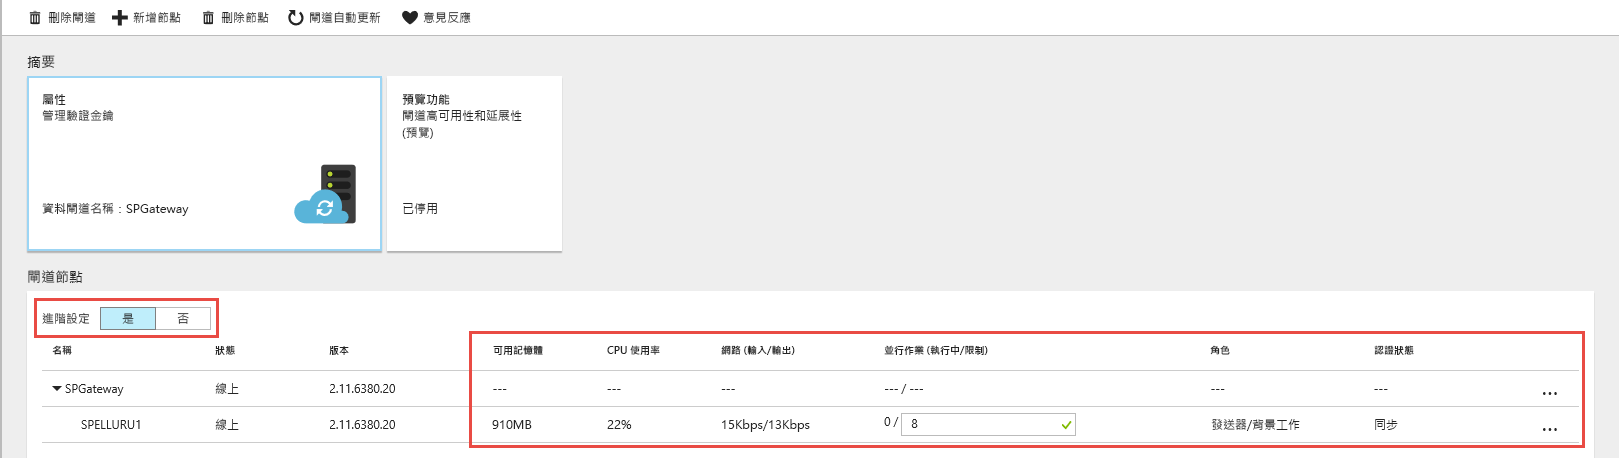 刪除閘道 新增節點 刪除節點 閘道自動更新 意見反應
摘要
屬性
管理驗證金鑰
資料閘道名稱：SPGateway
預覽功能
閘道高可用性和延展性
(預覽)
已停用
閘道節點
進階設定 是 否
名稱 狀態 版本 可用記憶體 CPU 使用率 網路 (輸入/輸出) 並行作業 (執行中/限制) 角色 認證狀態
SPGateway 線上 2.11.6380.20 --- --- --- --- / --- --- --- ...
SPELLURU1 線上 2.11.6380.20 910MB 22% 15Kbps/13Kbps 0 / 8 發送器/背景工作 同步 ...